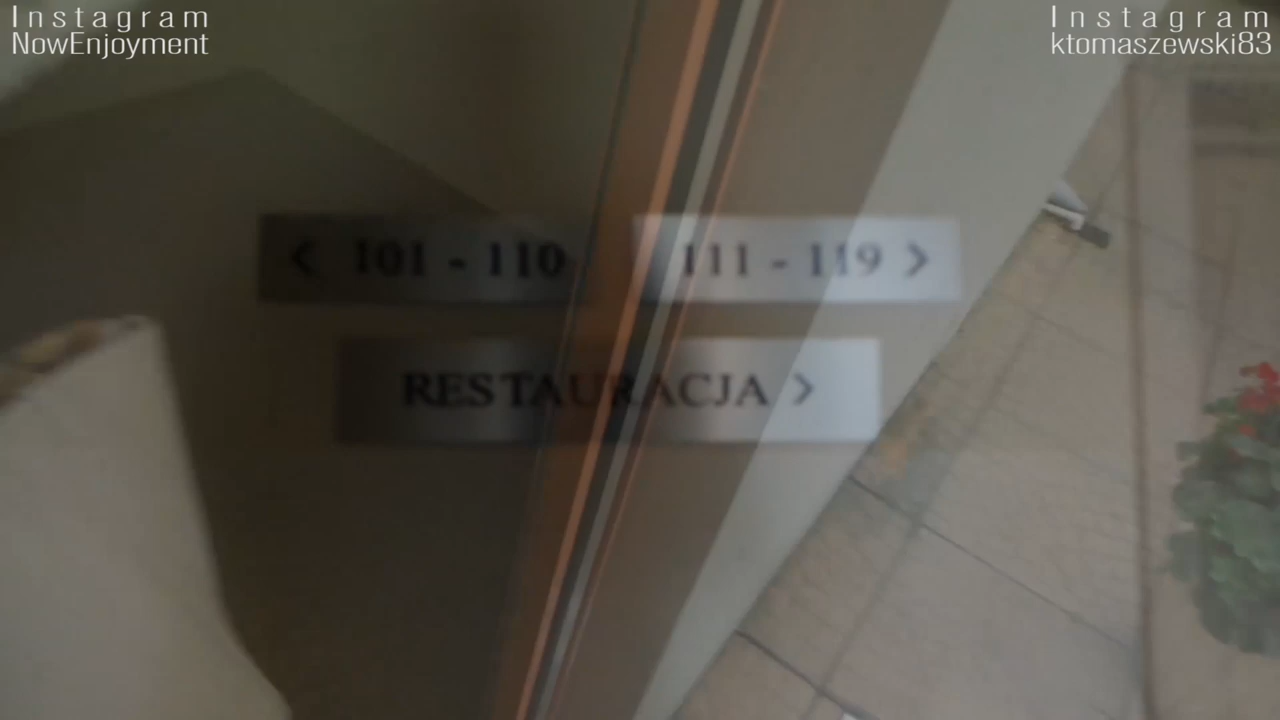 Instagram
NowEnjoyment
Instagram
ktomaszewski83
< 101 - 110
111 - 119 >
RESTAURACJA >